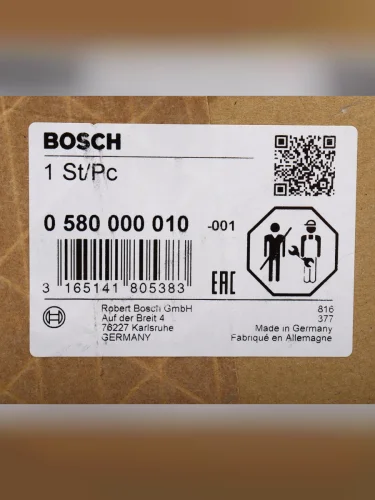 BOSCH
1 St/Pc
0 580 000 010 -001
3 165141 805383
EAC
Robert Bosch GmbH
Auf der Breit 4
76227 Karlsruhe
GERMANY
816
377
Made in Germany
Fabriqué en Allemagne